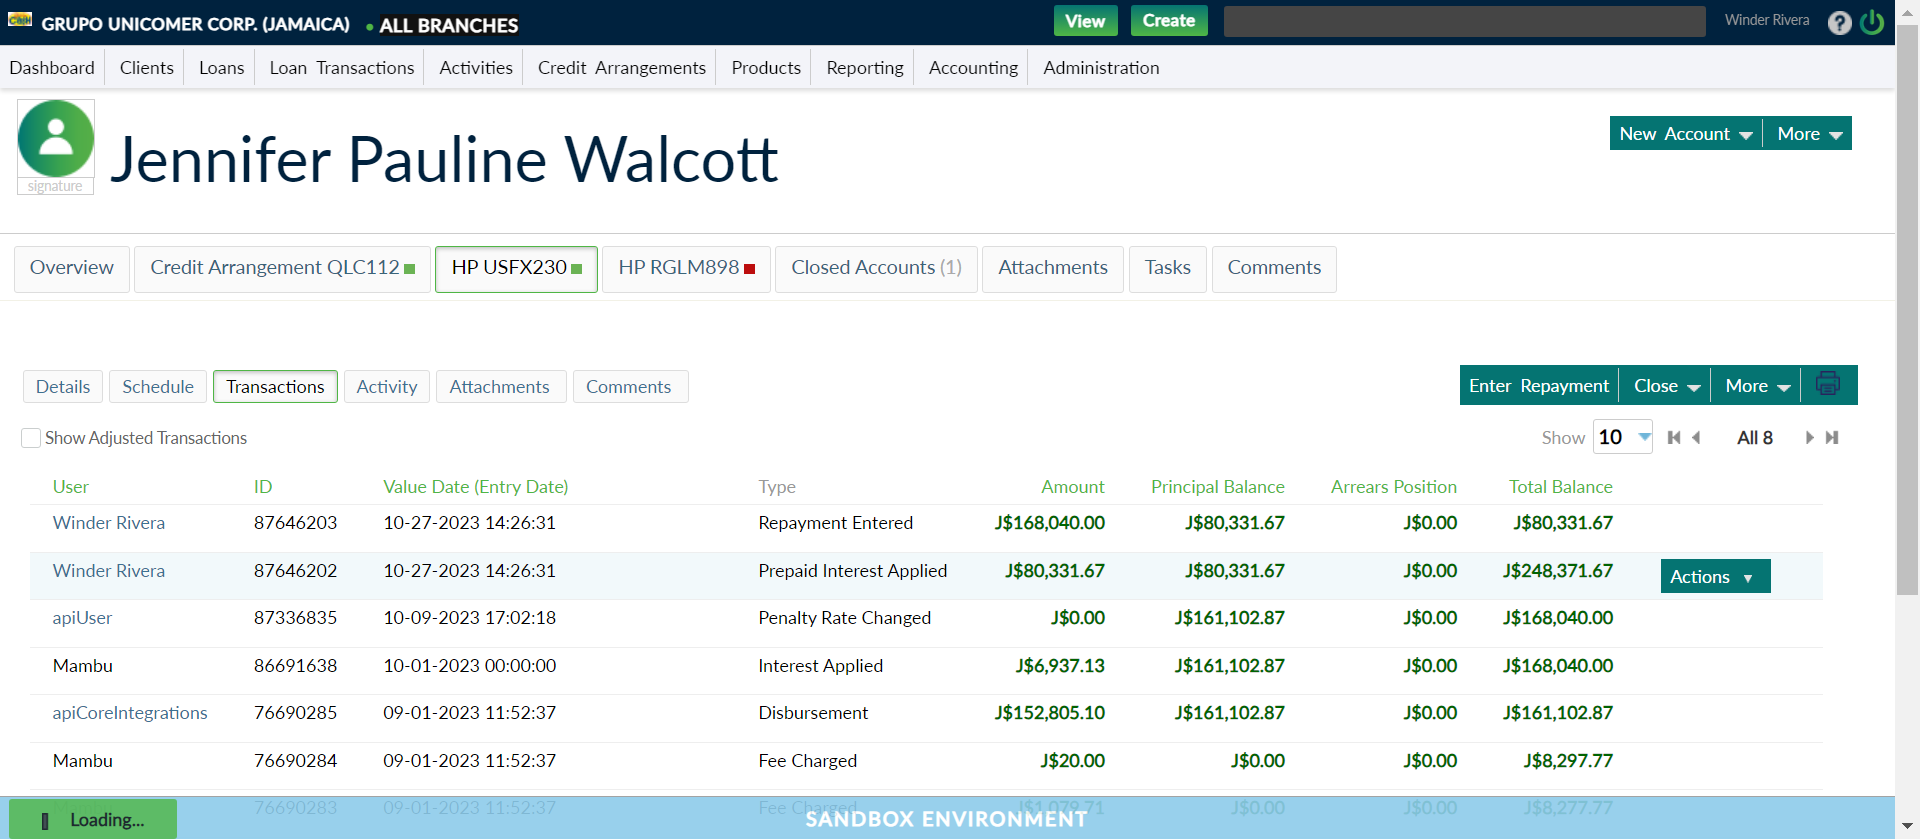 GRUPO UNICOMER CORP. (JAMAICA) ALL BRANCHES View Create Winder Rivera ?
Dashboard Clients Loans Loan Transactions Activities Credit Arrangements Products Reporting Accounting Administration
signature
Jennifer Pauline Walcott
New Account More
Overview Credit Arrangement QLC112 HP USFX230 HP RGLM898 Closed Accounts (1) Attachments Tasks Comments
Details Schedule Transactions Activity Attachments Comments Enter Repayment Close More
Show Adjusted Transactions Show 10 All 8
User ID Value Date (Entry Date) Type Amount Principal Balance Arrears Position Total Balance
Winder Rivera 87646203 10-27-2023 14:26:31 Repayment Entered J$168,040.00 J$80,331.67 J$0.00 J$80,331.67
Winder Rivera 87646202 10-27-2023 14:26:31 Prepaid Interest Applied J$80,331.67 J$80,331.67 J$0.00 J$248,371.67 Actions
apiUser 87336835 10-09-2023 17:02:18 Penalty Rate Changed J$0.00 J$161,102.87 J$0.00 J$168,040.00
Mambu 86691638 10-01-2023 00:00:00 Interest Applied J$6,937.13 J$161,102.87 J$0.00 J$168,040.00
apiCoreIntegrations 76690285 09-01-2023 11:52:37 Disbursement J$152,805.10 J$161,102.87 J$0.00 J$161,102.87
Mambu 76690284 09-01-2023 11:52:37 Fee Charged J$20.00 J$0.00 J$0.00 J$8,297.77
Mambu 76690283 09-01-2023 11:52:37 Fee Charged J$1,079.71 J$0.00 J$0.00 J$8,277.77
Loading... SANDBOX ENVIRONMENT